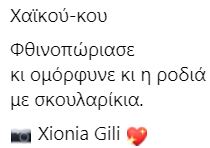 Χαϊκού-κου
Φθινοπώριασε
κι ομόρφυνε κι η ροδιά
με σκουλαρίκια.
📷 Xionia Gili 💖